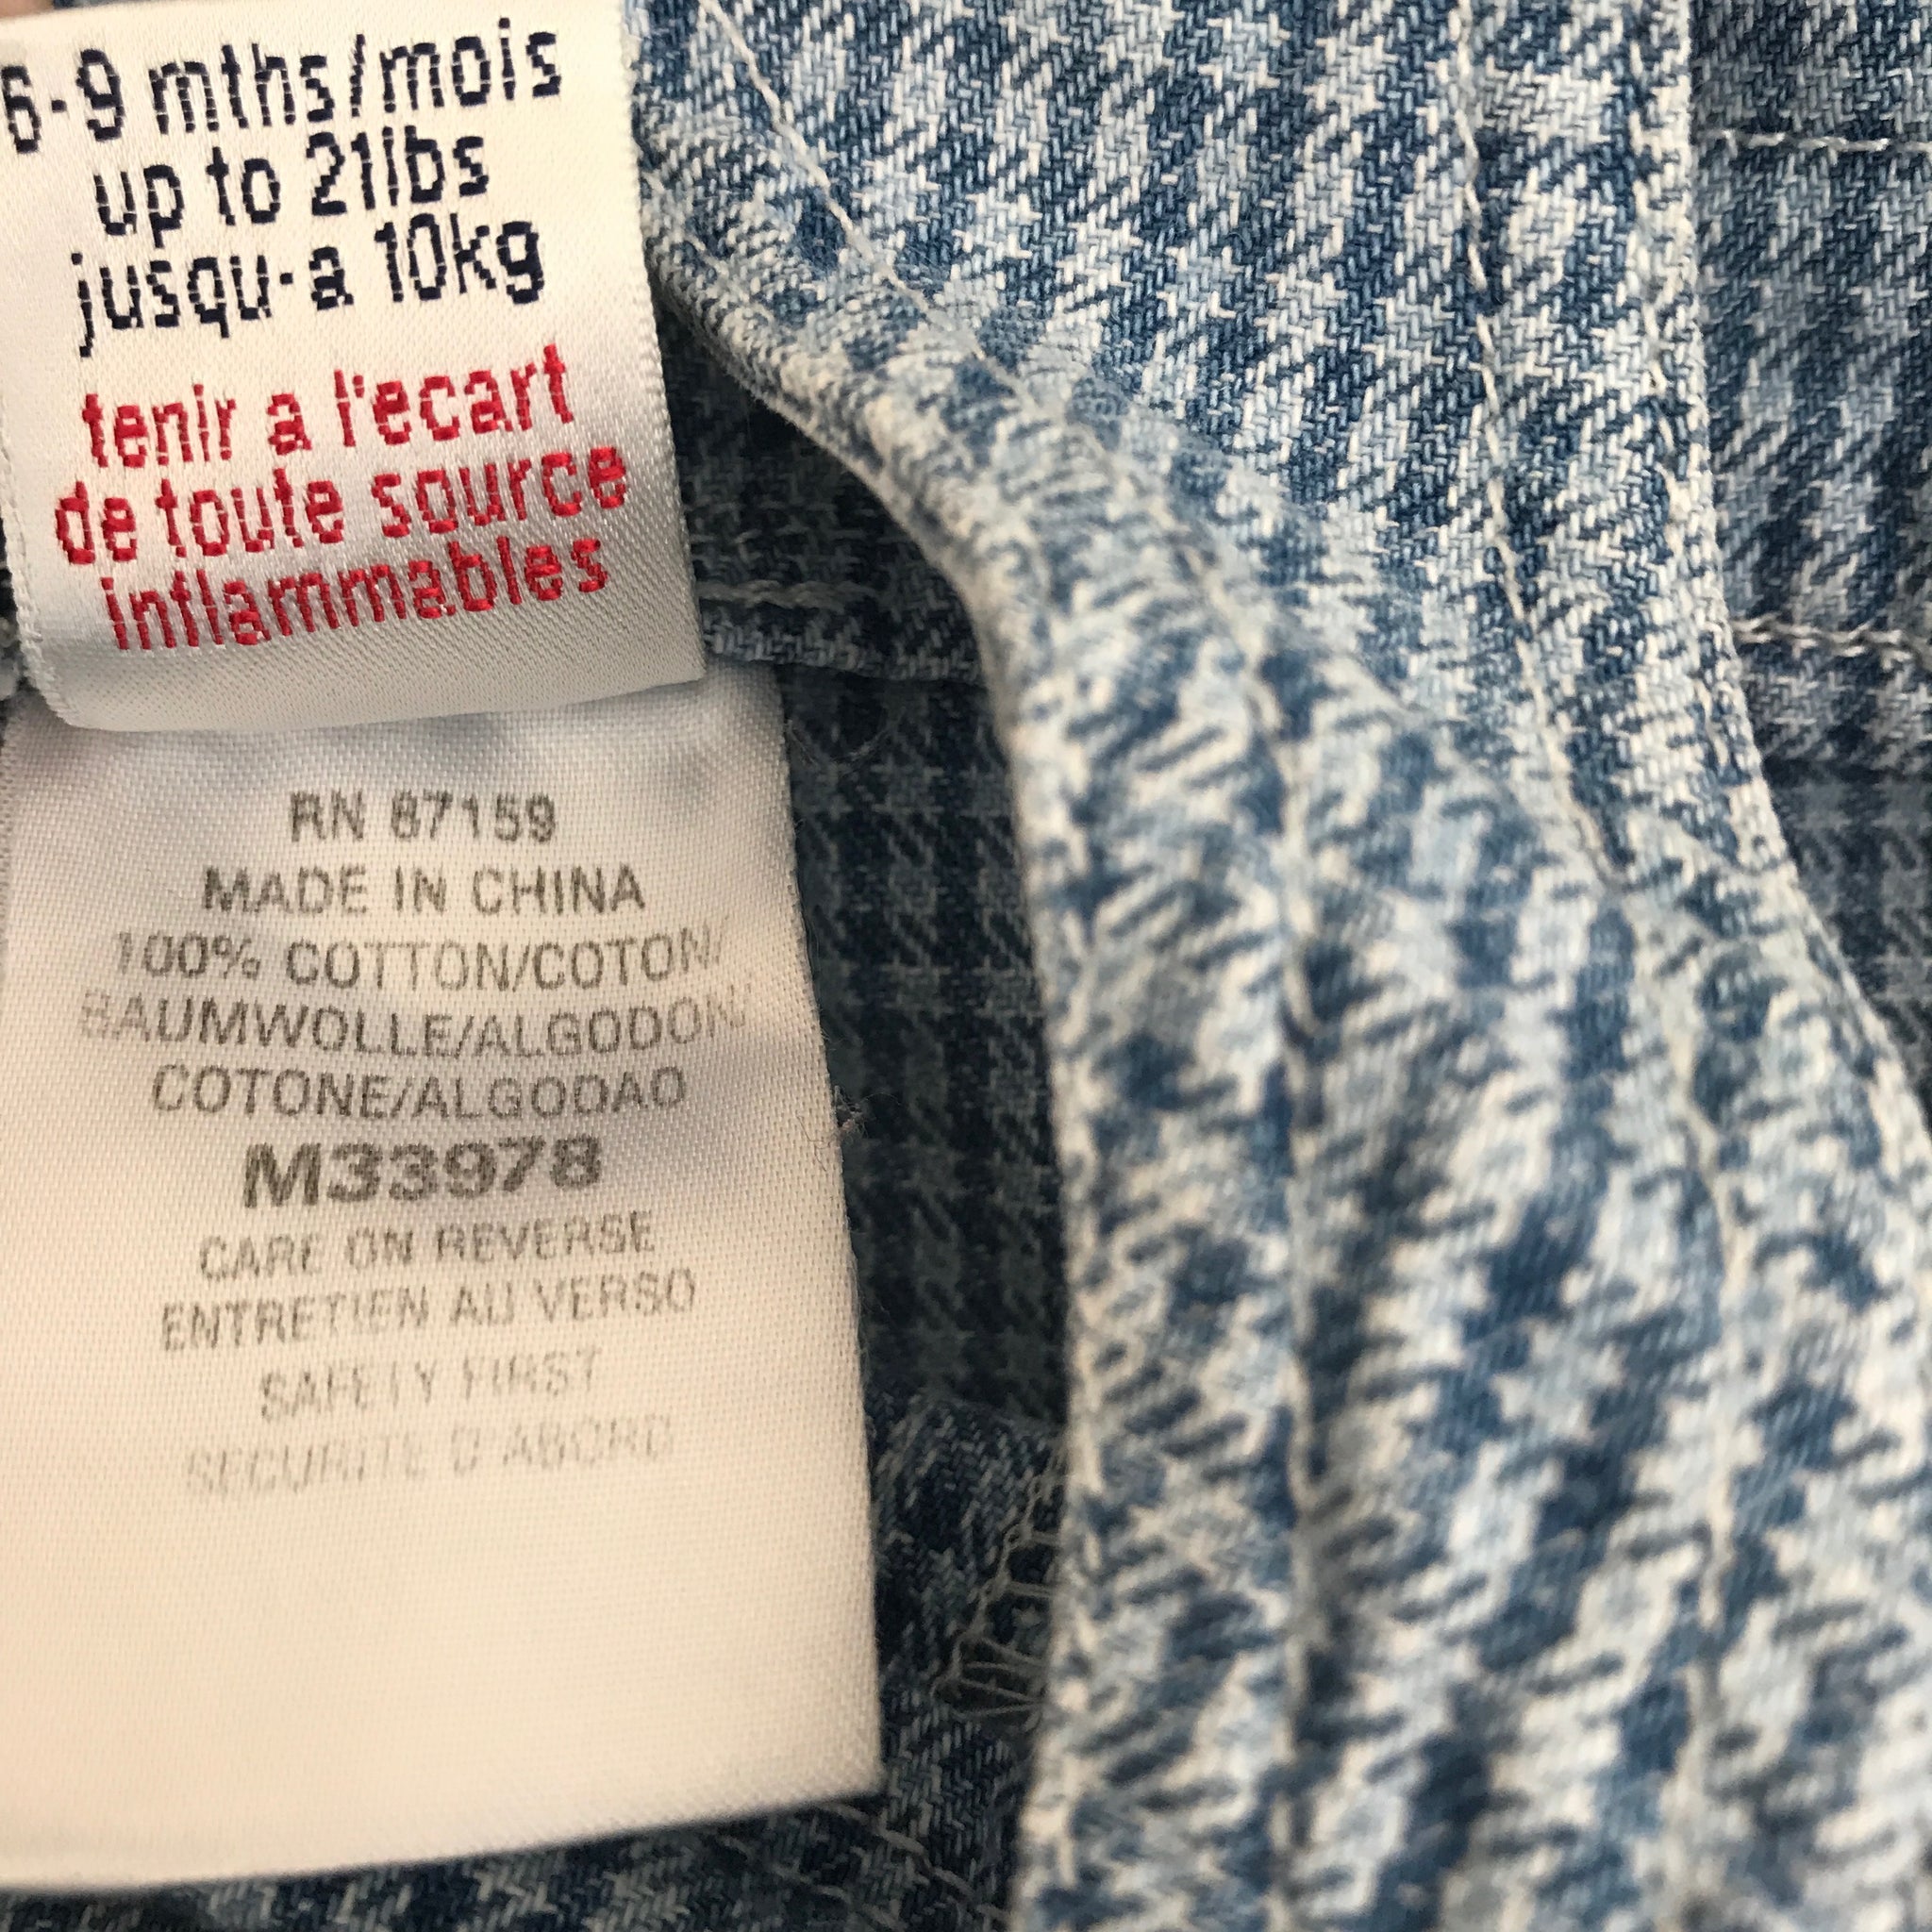 6-9 mths/mois
up to 21lbs
jusqu-a 10kg
tenir a l'ecart
de toute source
inflammables
RN 87159
MADE IN CHINA
100% COTTON/COTON/
BAUMWOLLE/ALGODON/
COTONE/ALGODAO
M33978
CARE ON REVERSE
ENTRETIEN AU VERSO
SAFETY FIRST
SECURITE D'ABORD